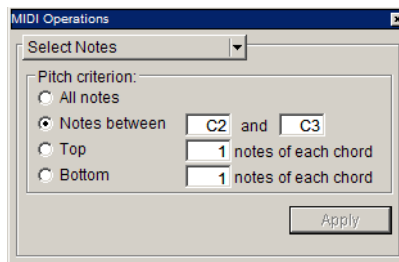 MIDI Operations
Select Notes
Pitch criterion:
All notes
Notes between C2 and C3
Top 1 notes of each chord
Bottom 1 notes of each chord
Apply